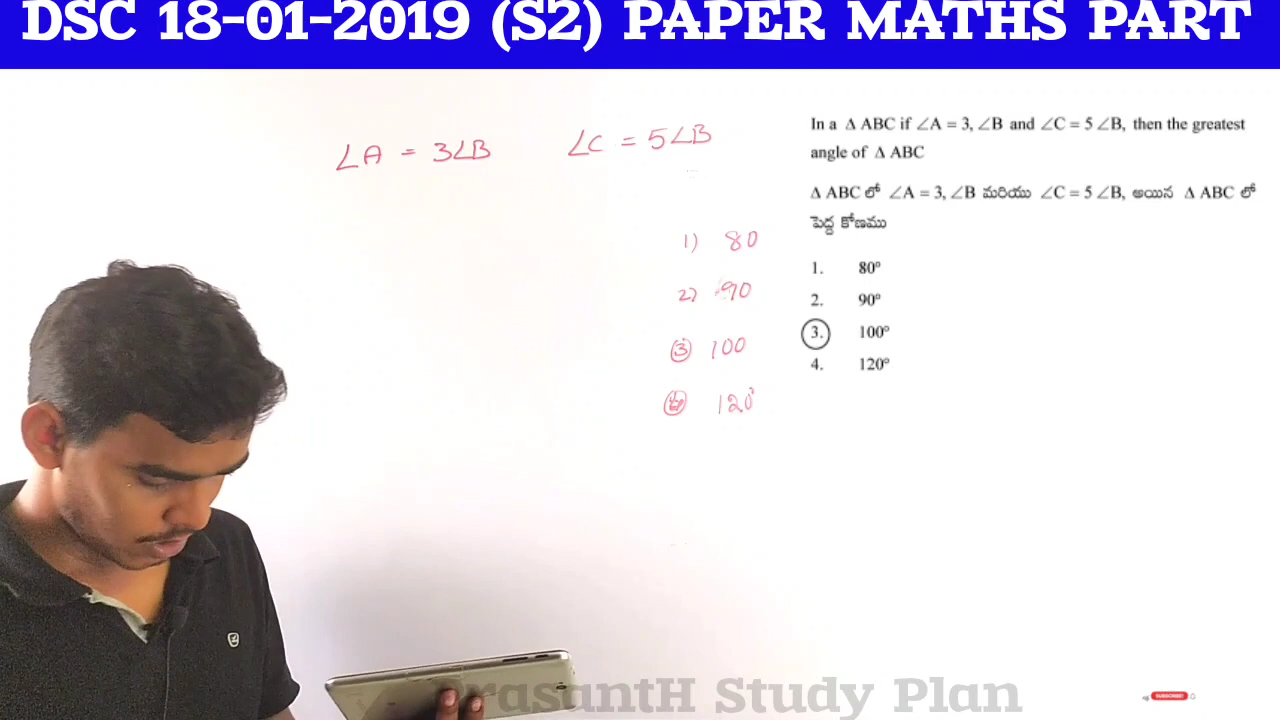 DSC 18-01-2019 (S2) PAPER MATHS PART
∠A = 3∠B ∠C = 5∠B
1) 80
2) 90
③ 100
120
In a Δ ABC if ∠A = 3, ∠B and ∠C = 5 ∠B, then the greatest
angle of Δ ABC
Δ ABC లో ∠A = 3, ∠B మరియు ∠C = 5 ∠B, అయిన Δ ABC లో
పెద్ద కోణము
1. 80°
2. 90°
3. 100°
4. 120°
PrasantH Study Plan
SUBSCRIBE